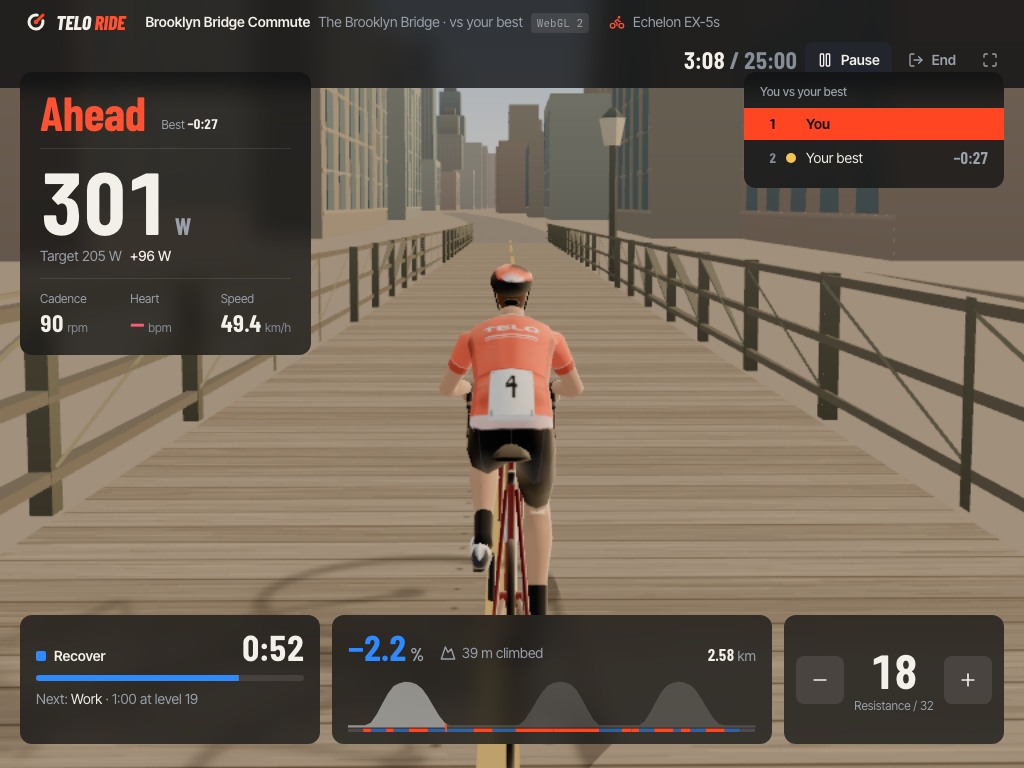 TELO RIDE Brooklyn Bridge Commute The Brooklyn Bridge · vs your best WebGL 2 Echelon EX-5s
3:08 / 25:00 Pause End
Ahead Best −0:27
You vs your best
1 You
2 Your best −0:27
301 W
Target 205 W +96 W
Cadence Heart Speed
90 rpm – bpm 49.4 km/h
TELO
4
Recover 0:52
Next: Work · 1:00 at level 19
−2.2 % 39 m climbed 2.58 km
− 18 +
Resistance / 32